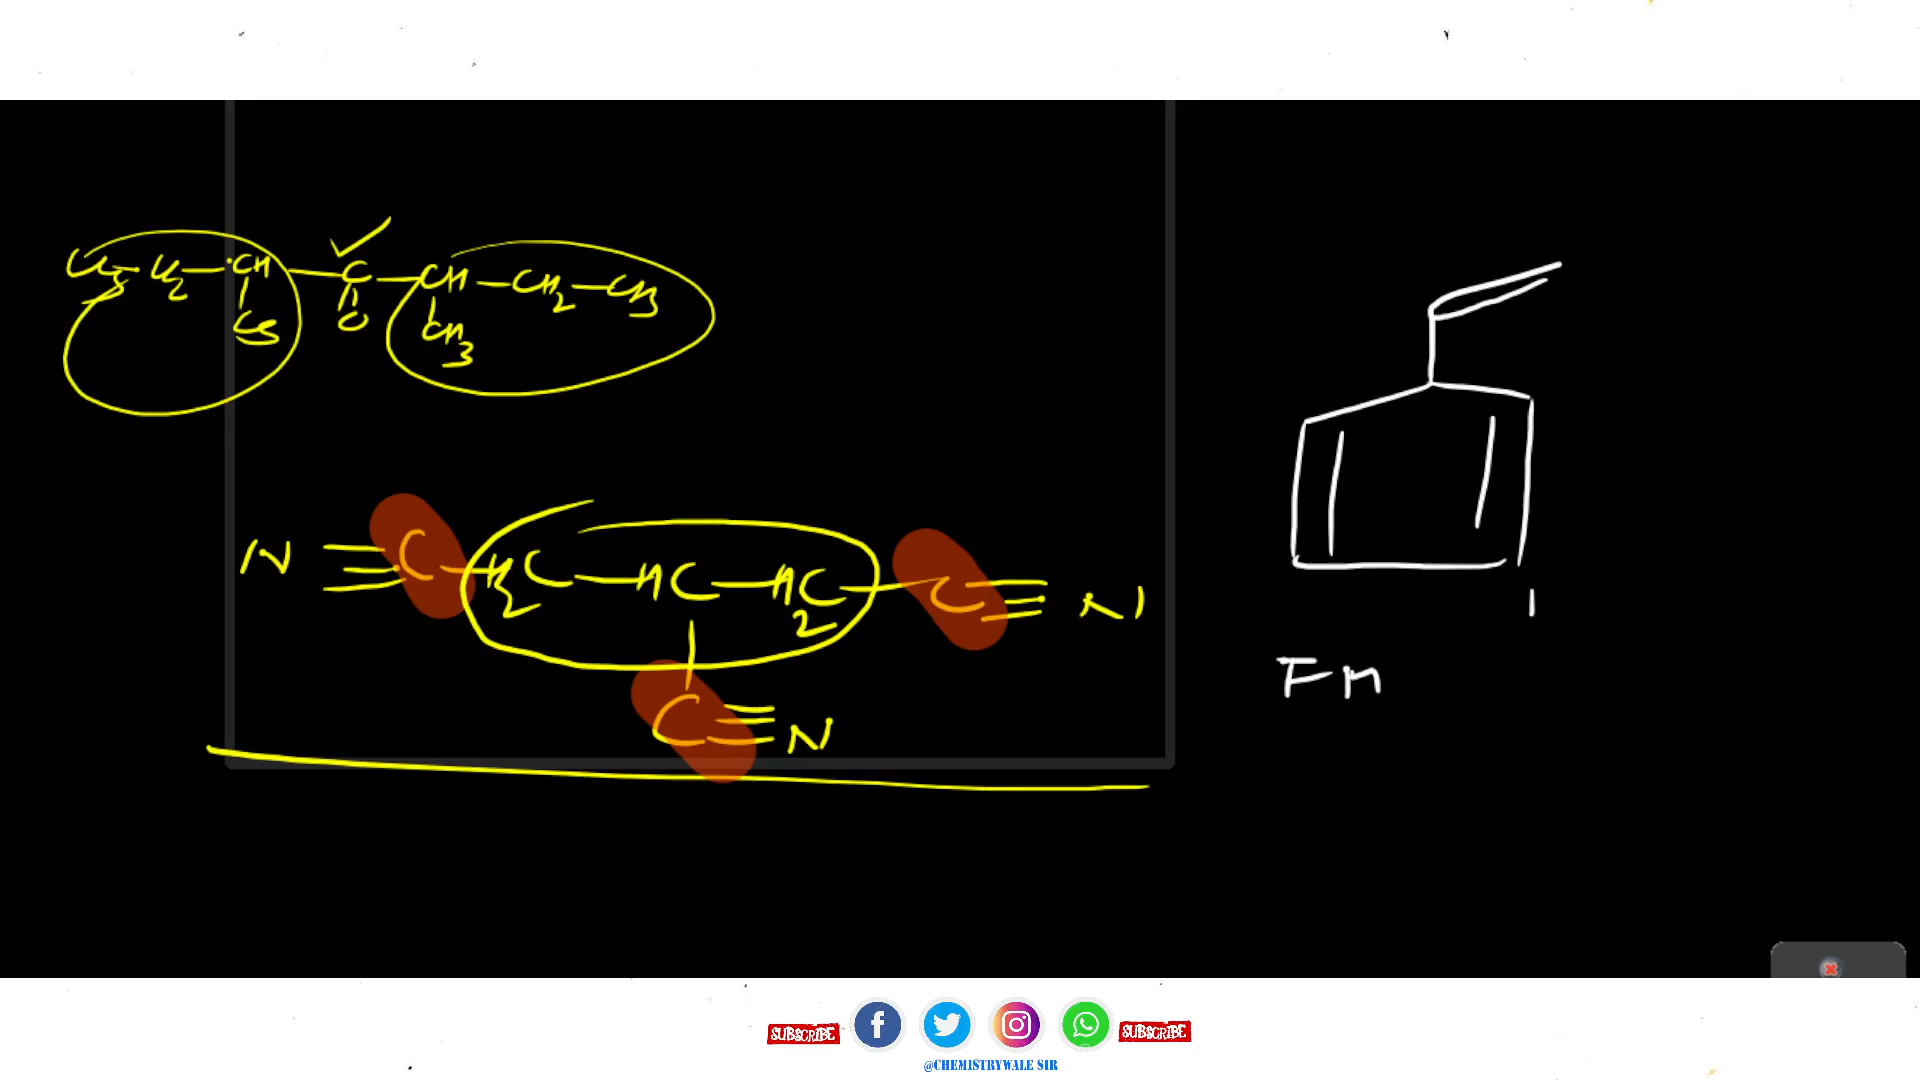 CH3-CH2-CH-C-CH-CH2-CH3
CH3 O CH3
N≡C-H2C-HC-H2C-C≡N
C≡N
I
FM
SUBSCRIBE
SUBSCRIBE
@CHEMISTRYWALE SIR